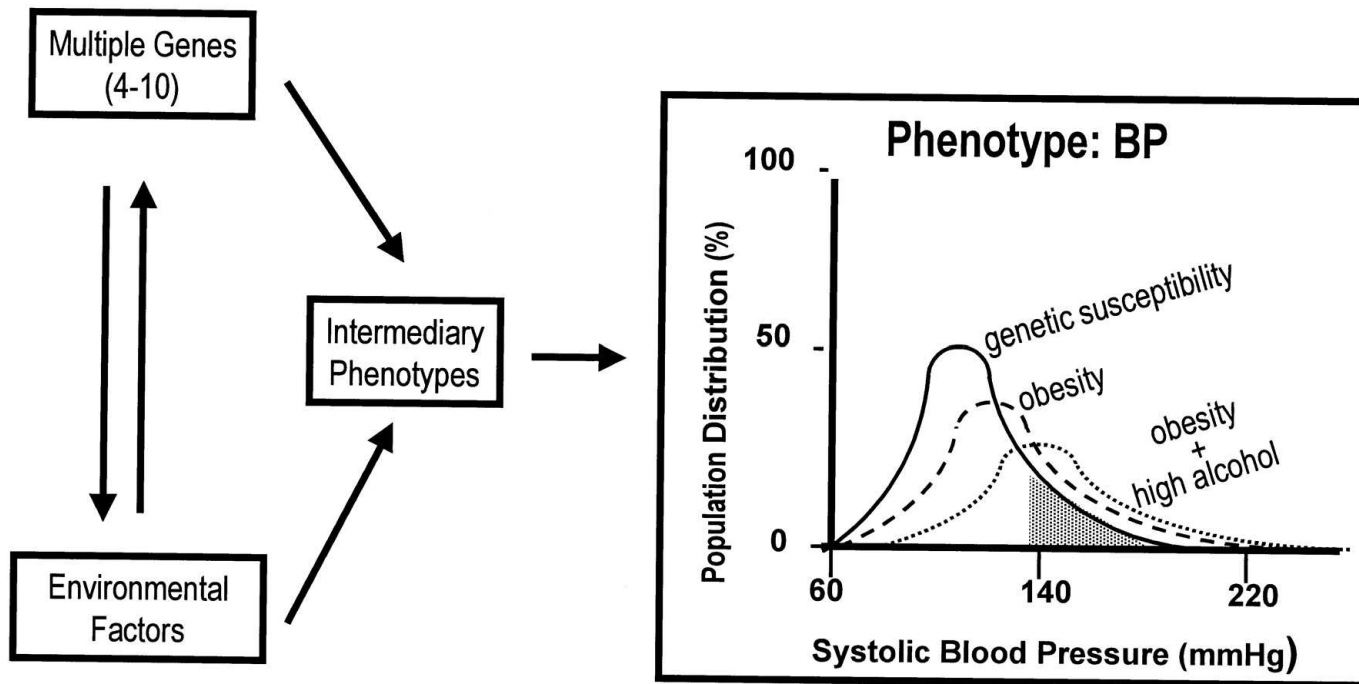 Multiple Genes
(4-10)
Intermediary
Phenotypes
Environmental
Factors
Phenotype: BP
Population Distribution (%)
100
50
0
genetic susceptibility
obesity
obesity
+
high alcohol
60
140
220
Systolic Blood Pressure (mmHg)